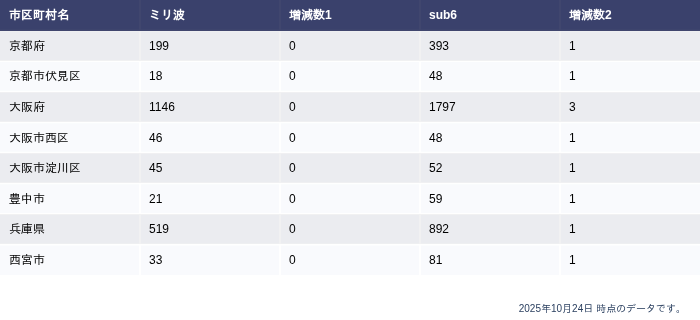 市区町村名 ミリ波 増減数1 sub6 増減数2
京都府 199 0 393 1
京都市伏見区 18 0 48 1
大阪府 1146 0 1797 3
大阪市西区 46 0 48 1
大阪市淀川区 45 0 52 1
豊中市 21 0 59 1
兵庫県 519 0 892 1
西宮市 33 0 81 1
2025年10月24日 時点のデータです。